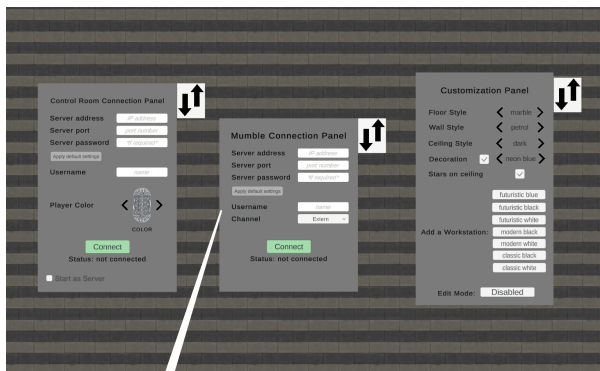 Control Room Connection Panel
Server address IP address
Server port port number
Server password *if required*
Apply default settings
Username name
Player Color
COLOR
Connect
Status: not connected
Start as Server
Mumble Connection Panel
Server address IP address
Server port port number
Server password *if required*
Apply default settings
Username name
Channel Extern
Connect
Status: not connected
Customization Panel
Floor Style marble
Wall Style petrol
Ceiling Style dark
Decoration neon blue
Stars on ceiling
futuristic blue
futuristic black
futuristic white
Add a Workstation: modern black
modern white
classic black
classic white
Edit Mode: Disabled